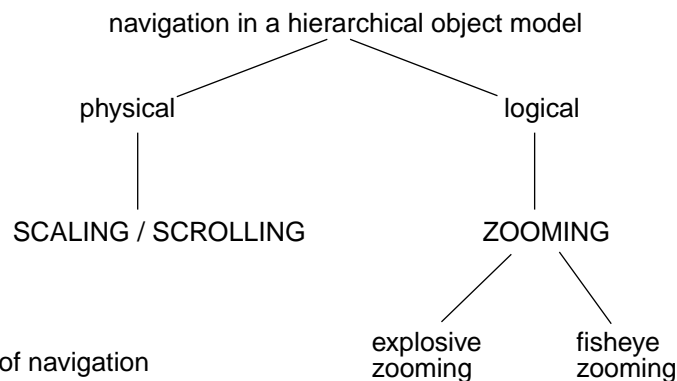 navigation in a hierarchical object model
physical
logical
SCALING / SCROLLING
ZOOMING
explosive
zooming
fisheye
zooming
of navigation